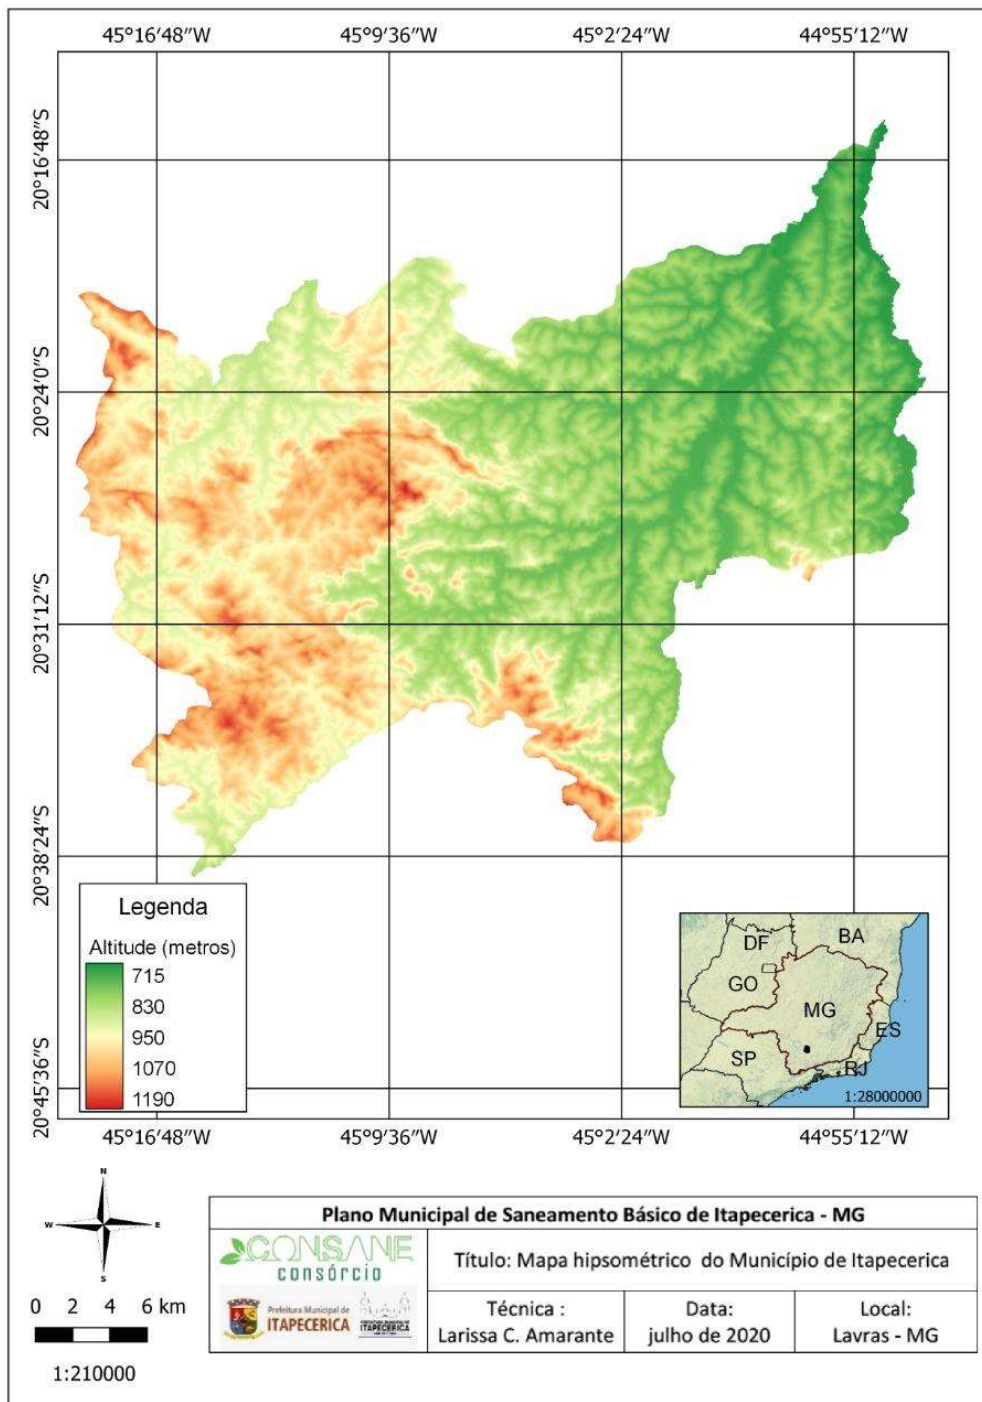 45°16′48″W 45°9′36″W 45°2′24″W 44°55′12″W
20°16′48″S
20°24′0″S
20°31′12″S
20°38′24″S
20°45′36″S
Legenda
Altitude (metros)
715
830
950
1070
1190
DF
BA
GO
MG
ES
SP
RJ
1:28000000
45°16′48″W 45°9′36″W 45°2′24″W 44°55′12″W
N
W E
S
0 2 4 6 km
1:210000
Plano Municipal de Saneamento Básico de Itapecerica - MG
CONSANE
consórcio
Prefeitura Municipal de
ITAPECERICA
ITAPECERICA
Título: Mapa hipsométrico do Município de Itapecerica
Técnica :
Larissa C. Amarante
Data:
julho de 2020
Local:
Lavras - MG